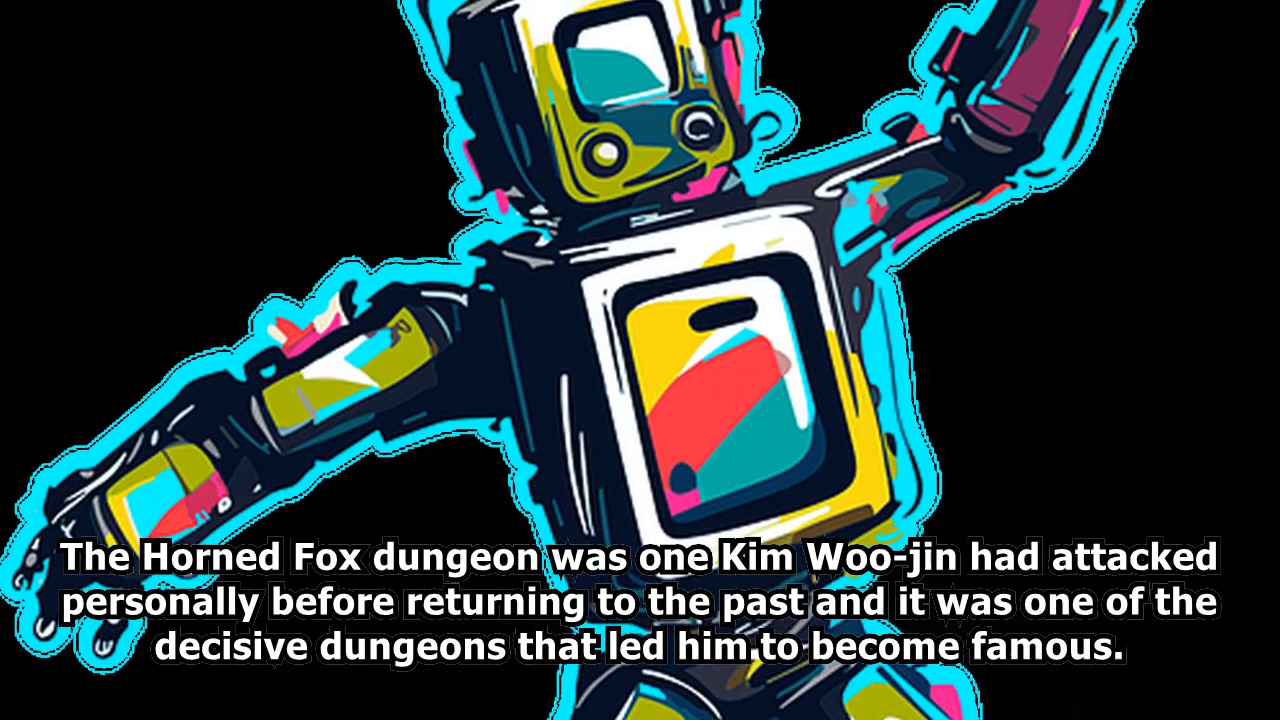 The Horned Fox dungeon was one Kim Woo-jin had attacked
personally before returning to the past and it was one of the
decisive dungeons that led him to become famous.